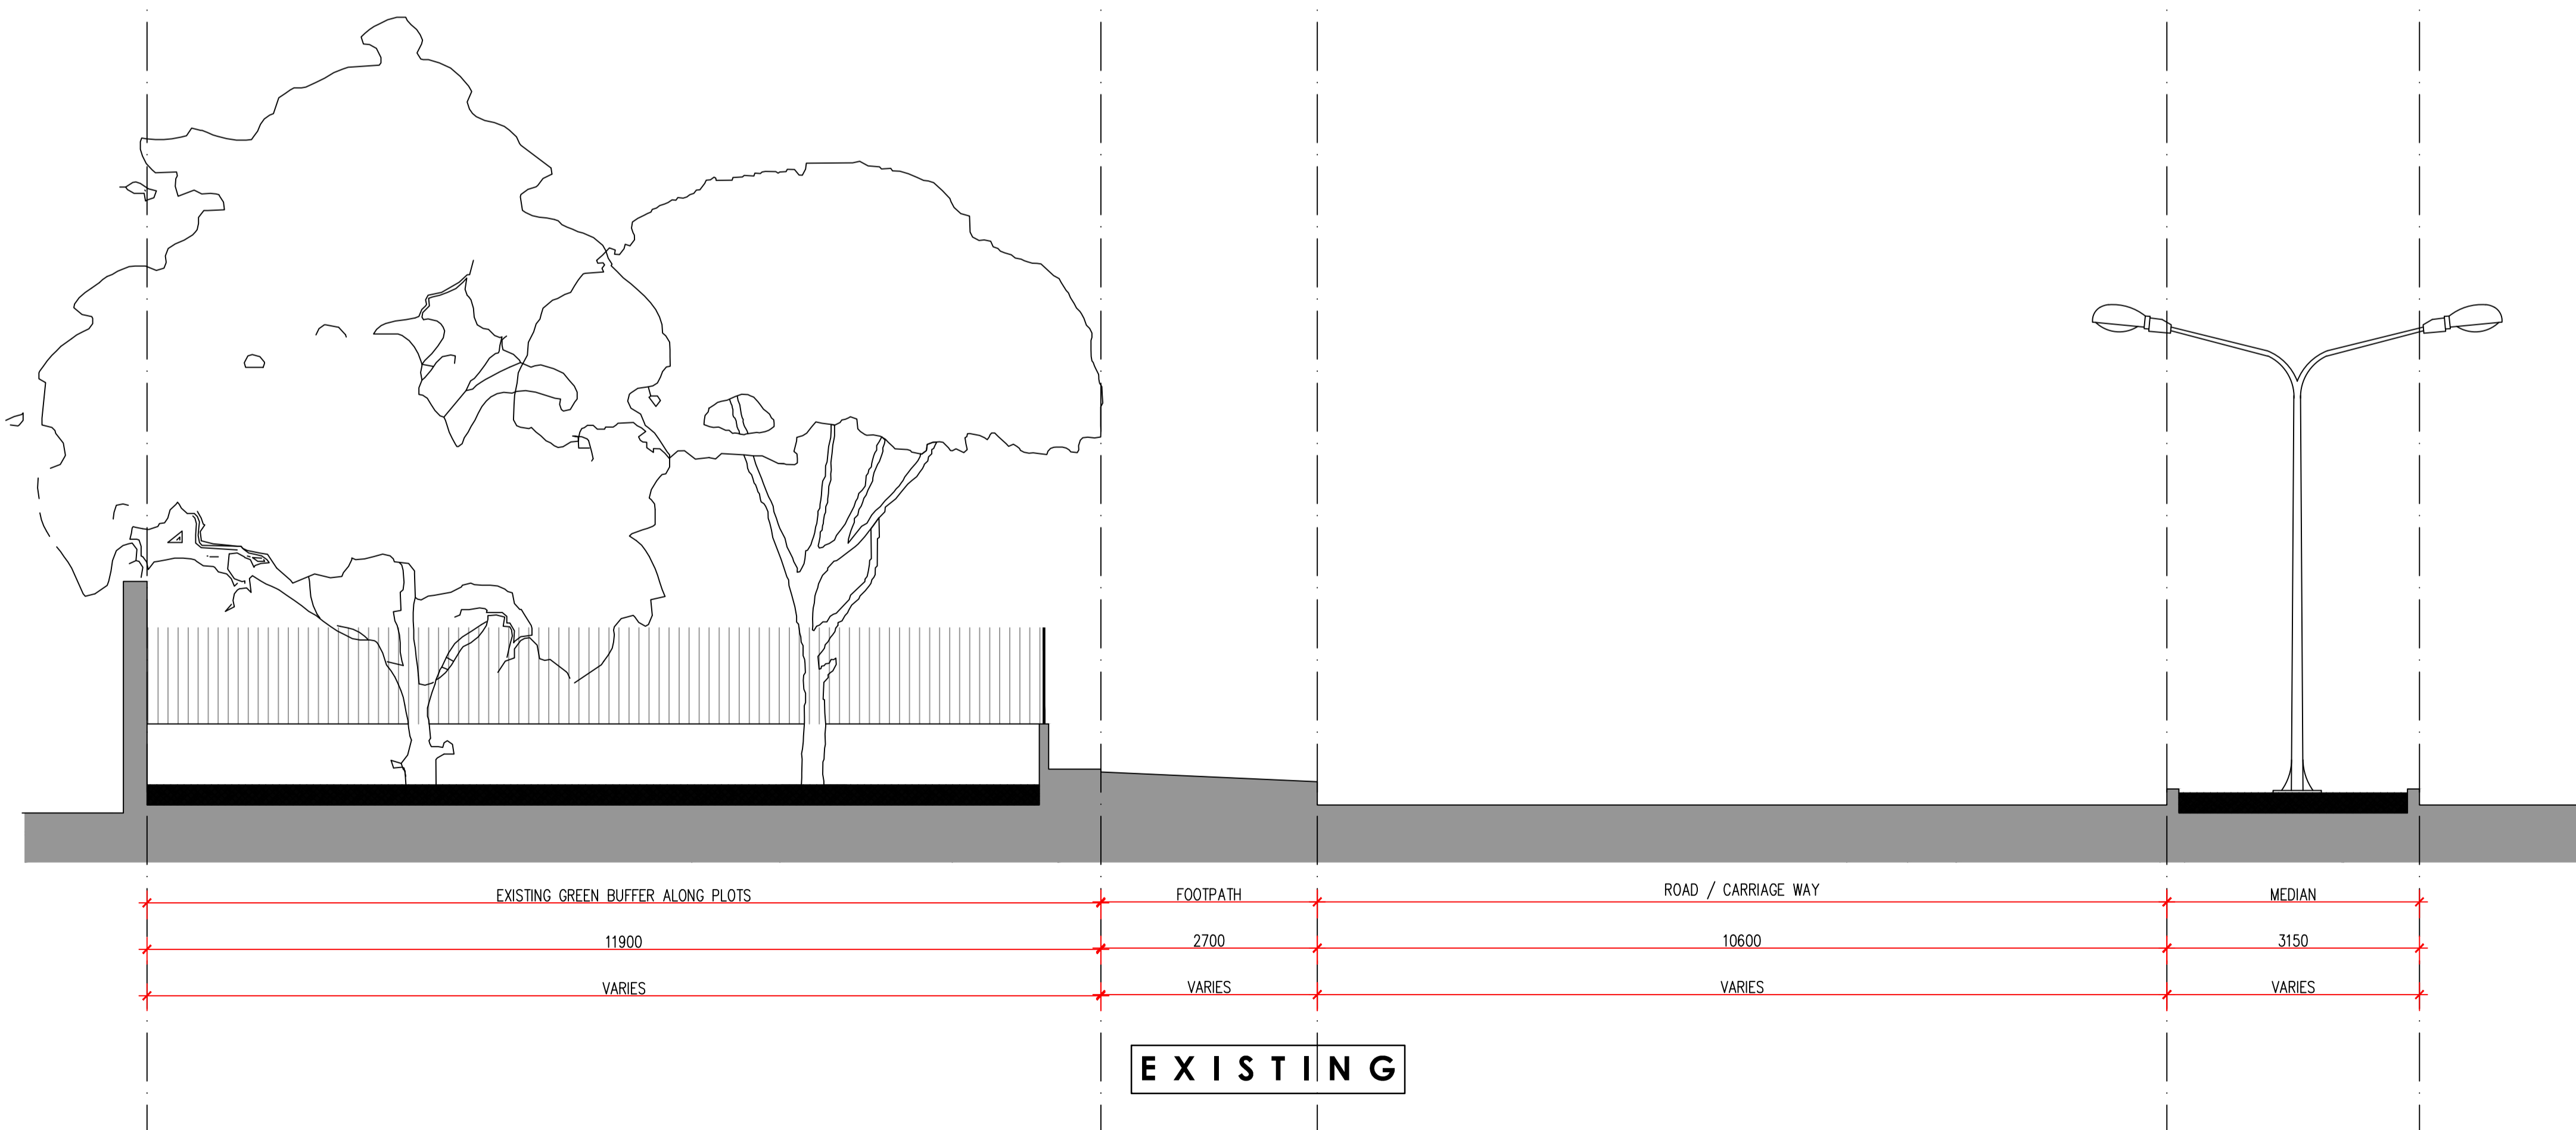 EXISTING GREEN BUFFER ALONG PLOTS FOOTPATH ROAD / CARRIAGE WAY MEDIAN
11900 2700 10600 3150
VARIES VARIES VARIES VARIES
EXISTING